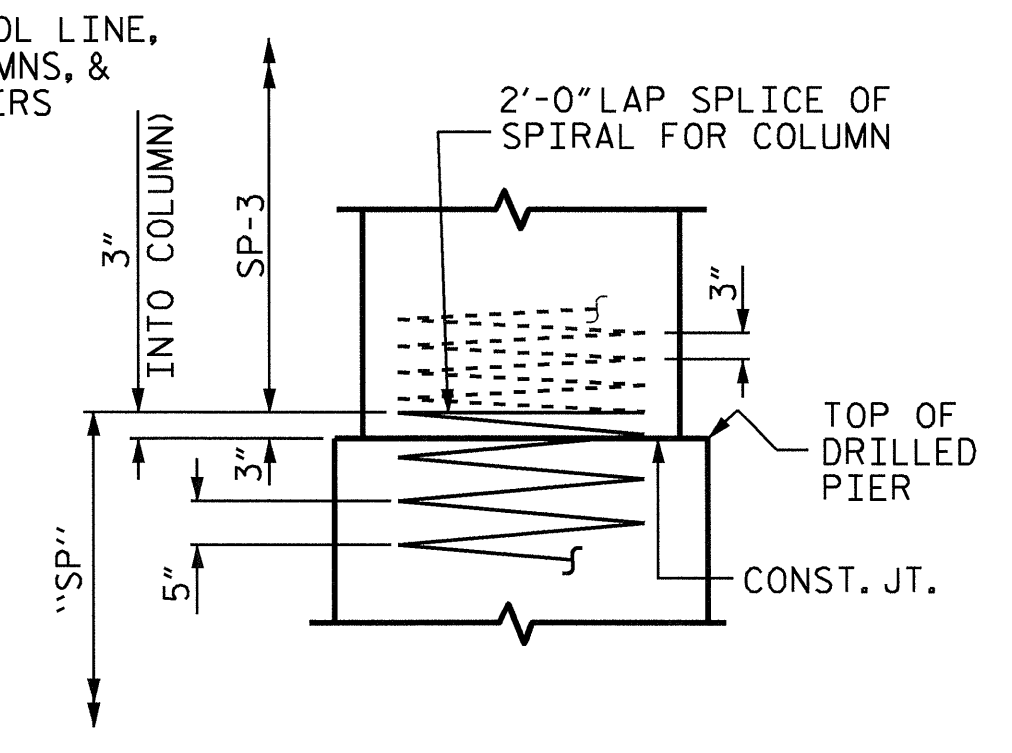 OL LINE,
MNS, &
ERS
2'-0" LAP SPLICE OF
SPIRAL FOR COLUMN
3"
INTO COLUMN)
SP-3
3"
3"
TOP OF
DRILLED
PIER
"SP"
5"
CONST. JT.